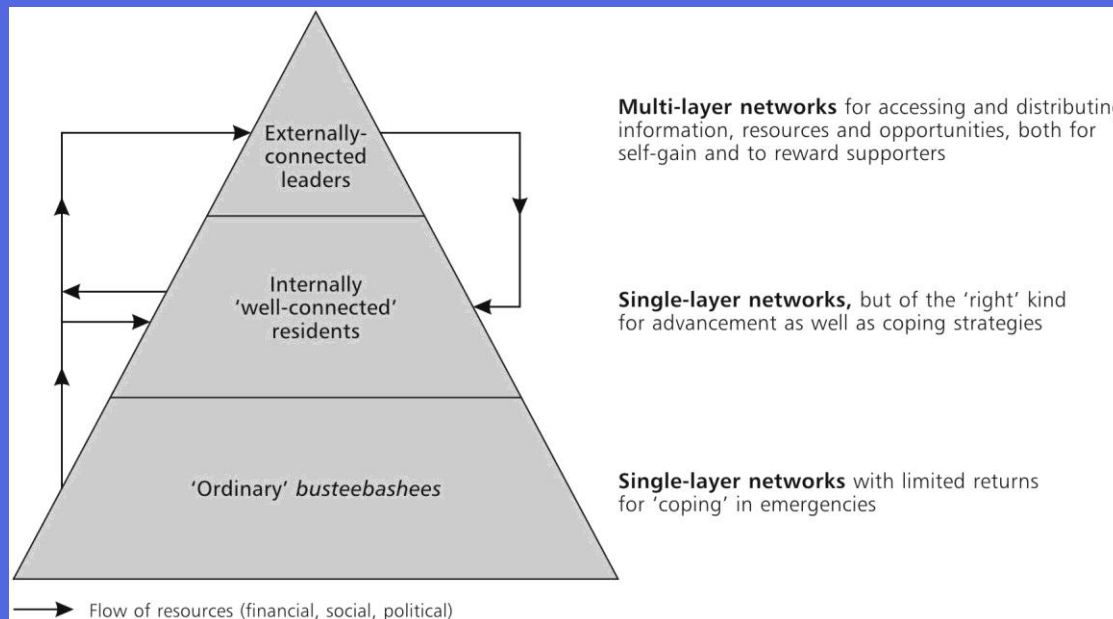 Externally-
connected
leaders
Multi-layer networks for accessing and distributing
information, resources and opportunities, both for
self-gain and to reward supporters
Internally
'well-connected'
residents
Single-layer networks, but of the 'right' kind
for advancement as well as coping strategies
'Ordinary' busteebashees
Single-layer networks with limited returns
for 'coping' in emergencies
Flow of resources (financial, social, political)